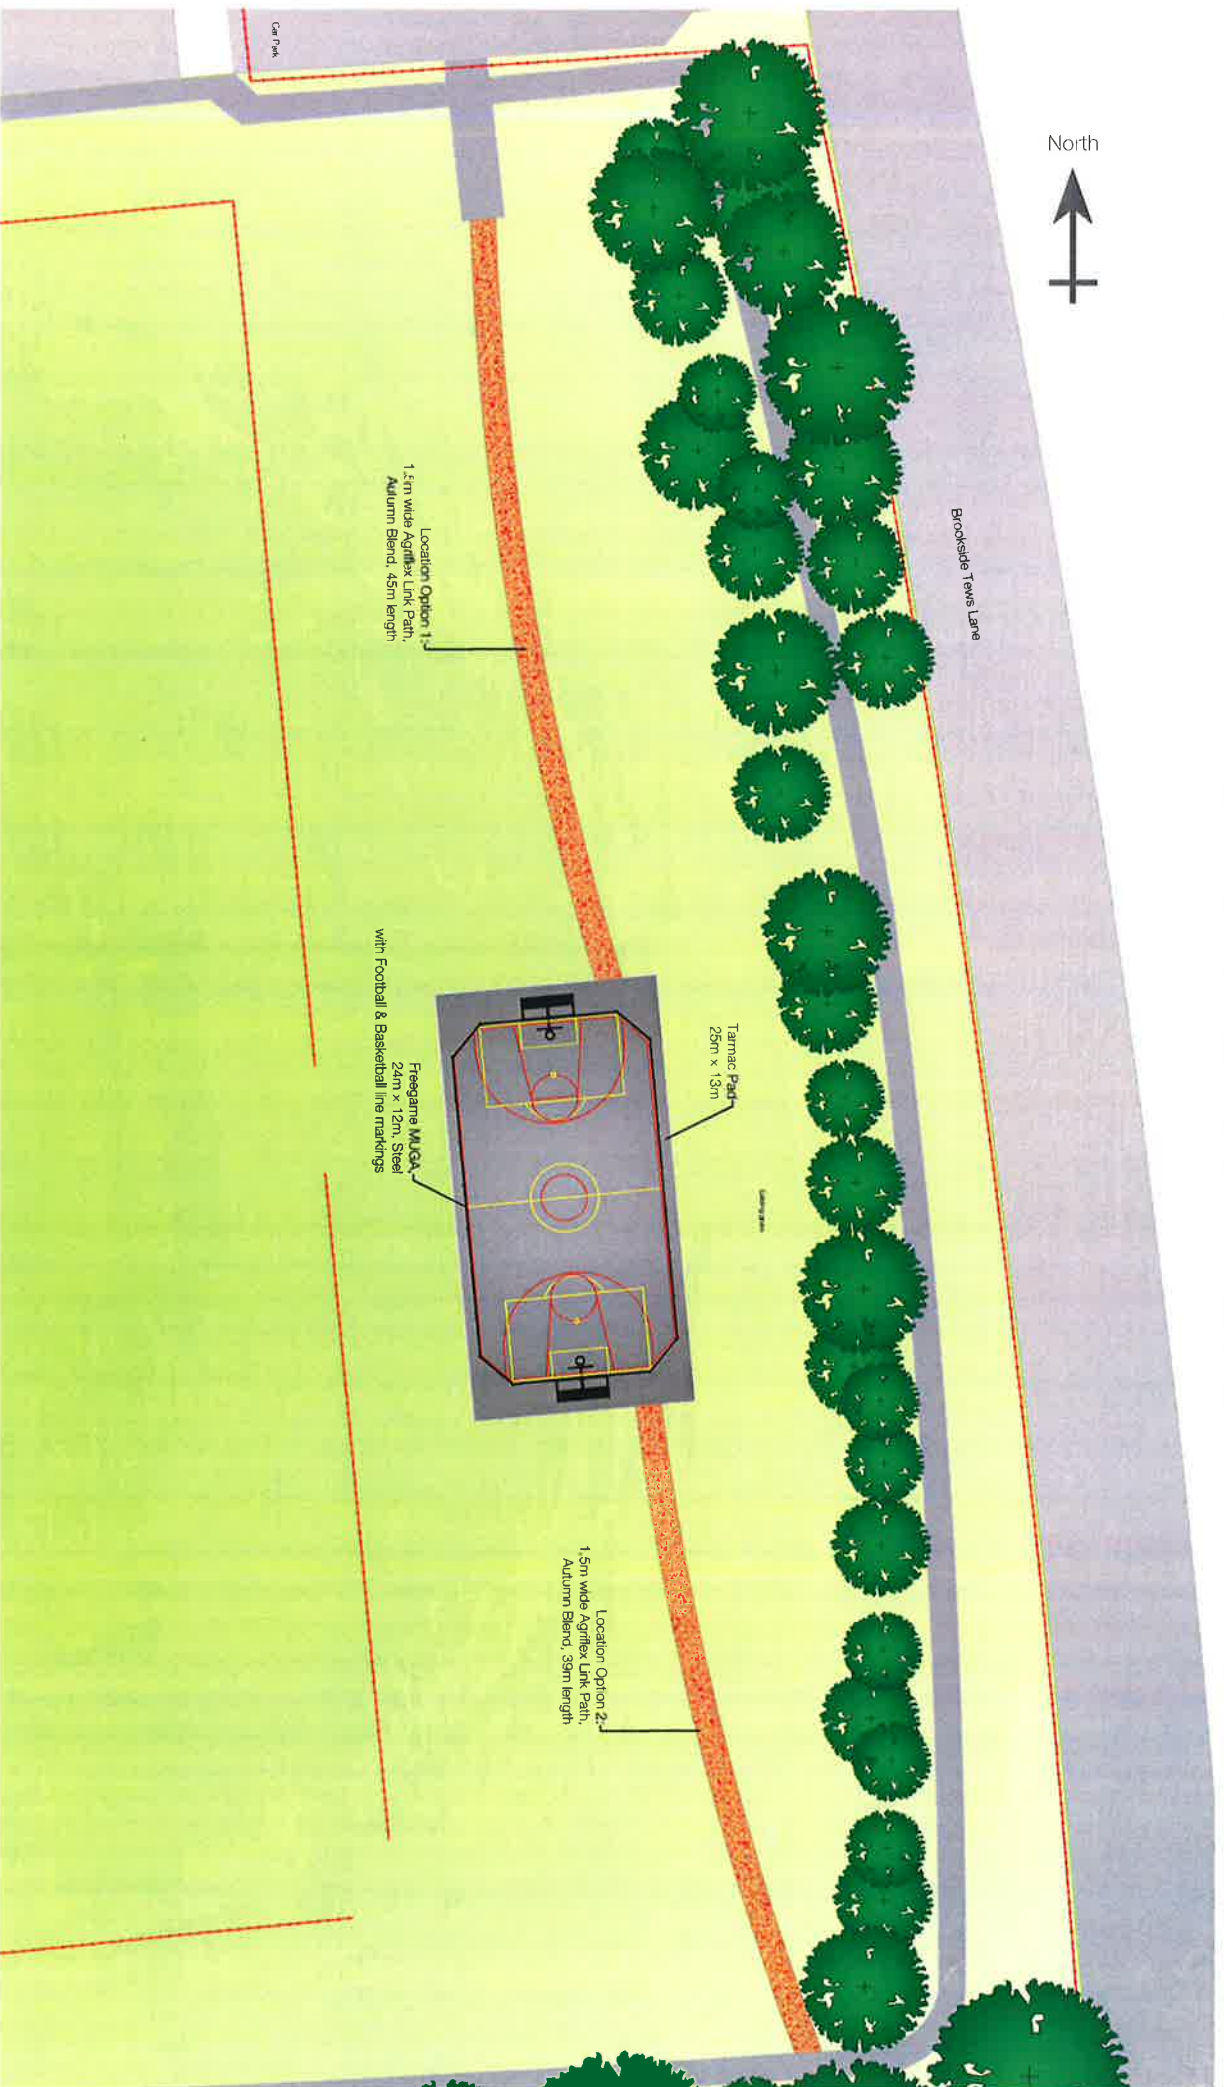 North
Car Park
Brookside Tews Lane
Location Option 1:
1.5m wide Agriflex Link Path,
Autumn Blend, 45m length
Tarmac Pad
25m x 13m
Freegame MUGA,
24m x 12m, Steel
with Football & Basketball line markings
Location Option 2:
1.5m wide Agriflex Link Path,
Autumn Blend, 39m length